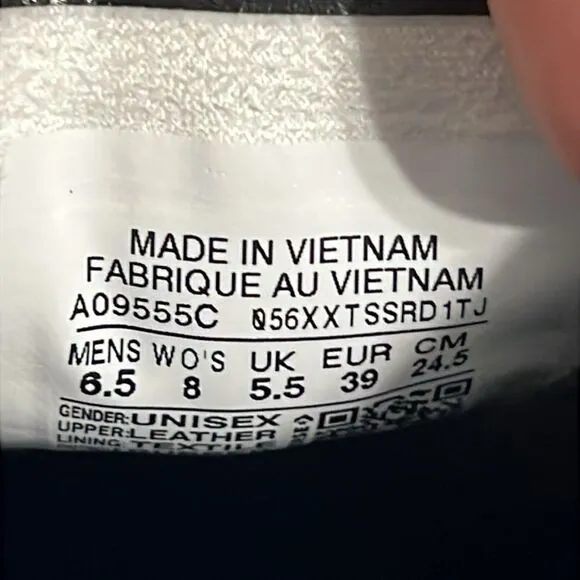 MADE IN VIETNAM
FABRIQUE AU VIETNAM
A09555C Q56XXTSSRD1TJ
MENS WO'S UK EUR CM
6.5 8 5.5 39 24.5
GENDER:UNISEX
UPPER:LEATHER
LINING:TEXTILE